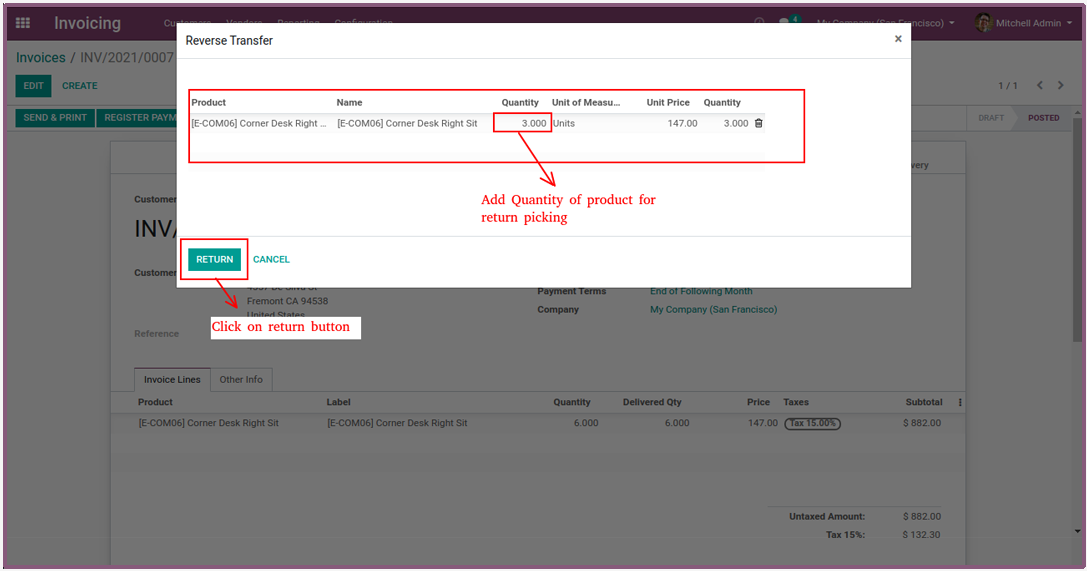 Invoicing Customers Vendors Reporting Configuration 4 My Company (San Francisco) Mitchell Admin
Reverse Transfer ×
Invoices / INV/2021/0007
EDIT CREATE 1 / 1
SEND & PRINT REGISTER PAYM DRAFT POSTED
Product Name Quantity Unit of Measu... Unit Price Quantity
[E-COM06] Corner Desk Right ... [E-COM06] Corner Desk Right Sit 3.000 Units 147.00 3.000
very
Add Quantity of product for
return picking
Customer
INV/
RETURN CANCEL
Customer
Fremont CA 94538
United States
Payment Terms End of Following Month
Company My Company (San Francisco)
Click on return button
Reference
Invoice Lines Other Info
Product Label Quantity Delivered Qty Price Taxes Subtotal
[E-COM06] Corner Desk Right Sit [E-COM06] Corner Desk Right Sit 6.000 6.000 147.00 Tax 15.00% $ 882.00
Untaxed Amount: $ 882.00
Tax 15%: $ 132.30